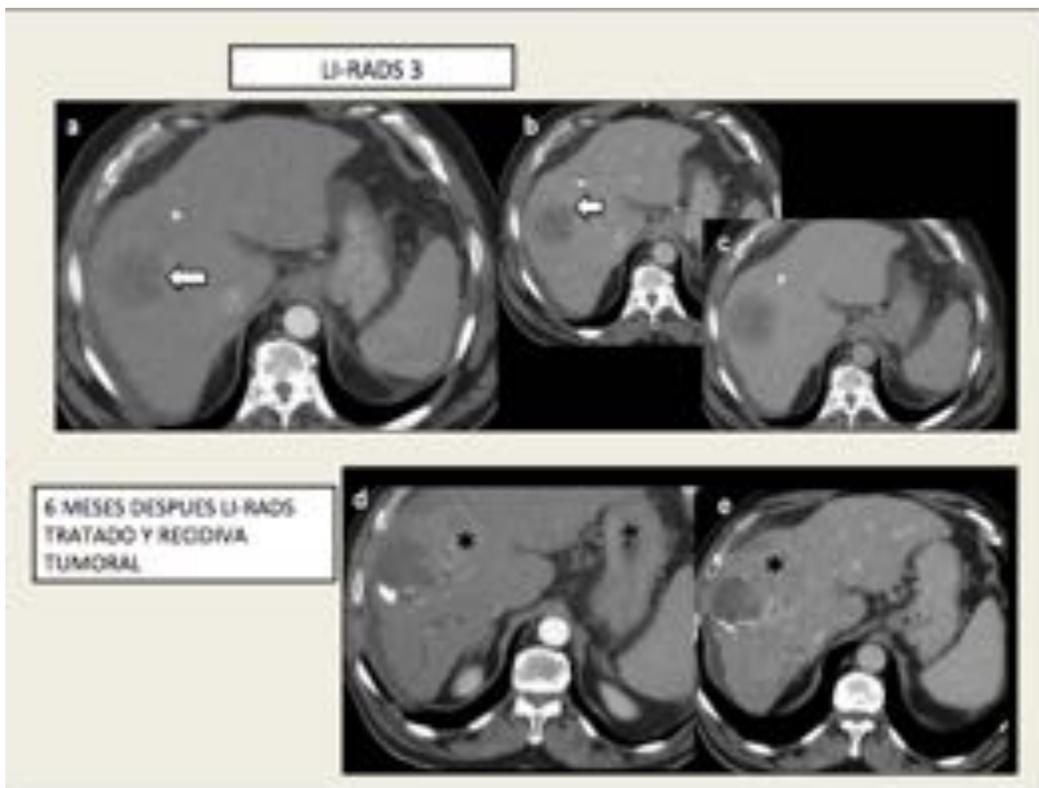 LI-RADS 3
a
b
c
6 MESES DESPUES LI-RADS
TRATADO Y RECIDIVA
TUMORAL
d
e